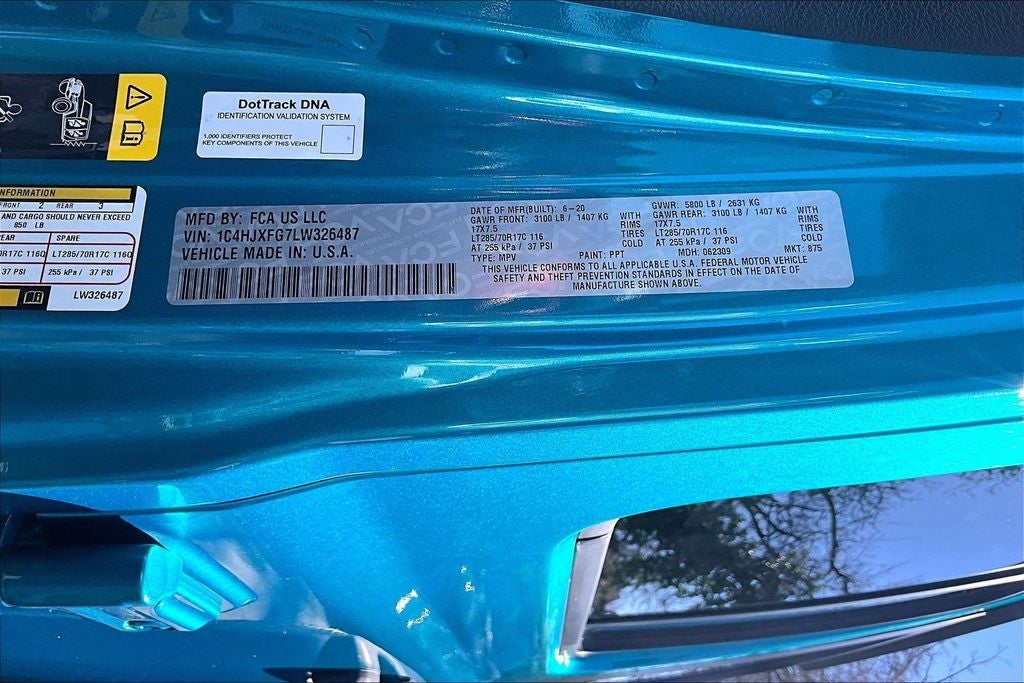 DotTrack DNA
IDENTIFICATION VALIDATION SYSTEM
1,000 IDENTIFIERS PROTECT
KEY COMPONENTS OF THIS VEHICLE
INFORMATION
FRONT 2 REAR 3
AND CARGO SHOULD NEVER EXCEED
850 LB
REAR SPARE
70R17C 116Q LT285/70R17C 116Q
/ 37 PSI 255 kPa / 37 PSI
LW326487
MFD BY: FCA US LLC
VIN: 1C4HJXFG7LW326487
VEHICLE MADE IN: U.S.A.
DATE OF MFR(BUILT): 6-20 GVWR: 5800 LB / 2631 KG
GAWR FRONT: 3100 LB / 1407 KG WITH GAWR REAR: 3100 LB / 1407 KG WITH
17X7.5 RIMS 17X7.5 RIMS
LT285/70R17C 116 TIRES LT285/70R17C 116 TIRES
AT 255 kPa / 37 PSI COLD AT 255 kPa / 37 PSI COLD
TYPE: MPV PAINT: PPT MDH: 062309 MKT: 875
THIS VEHICLE CONFORMS TO ALL APPLICABLE U.S.A. FEDERAL MOTOR VEHICLE
SAFETY AND THEFT PREVENTION STANDARDS IN EFFECT ON THE DATE OF
MANUFACTURE SHOWN ABOVE.